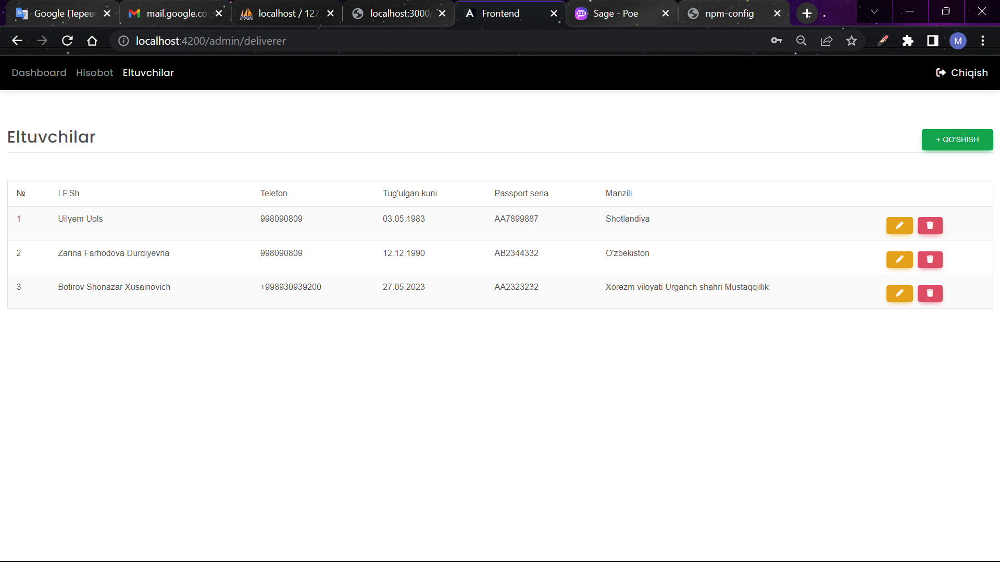 Google Перев
mail.google.co
localhost / 127
localhost:3000/
Frontend
Sage - Poe
npm-config
localhost:4200/admin/deliverer
M
Dashboard Hisobot Eltuvchilar
Chiqish
Eltuvchilar
+ QO'SHISH
№ I.F.Sh Telefon Tug'ulgan kuni Passport seria Manzili
1 Uilyem Uols 998090809 03.05.1983 AA7899887 Shotlandiya
2 Zarina Farhodova Durdiyevna 998090809 12.12.1990 AB2344332 O'zbekiston
3 Botirov Shonazar Xusainovich +998930939200 27.05.2023 AA2323232 Xorezm viloyati Urganch shahri Mustaqqillik